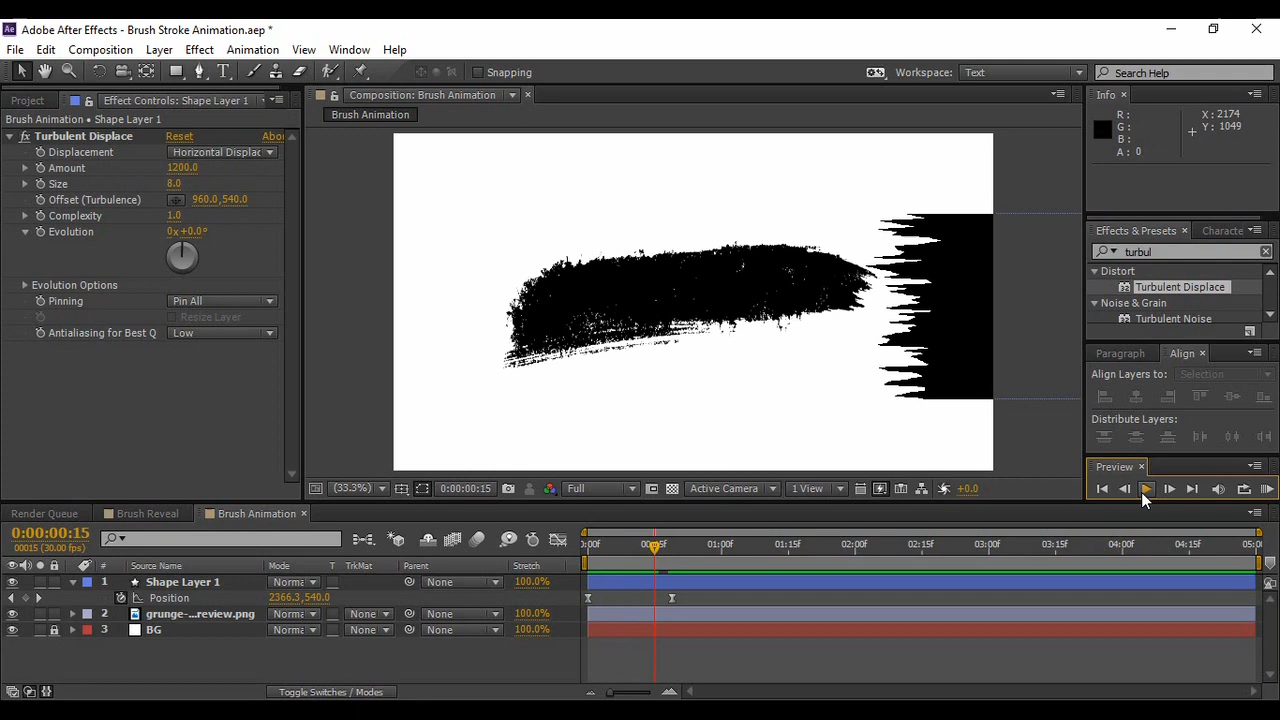 Ae Adobe After Effects - Brush Stroke Animation.aep *
File Edit Composition Layer Effect Animation View Window Help
Snapping
Workspace: Text
Search Help
Project
Effect Controls: Shape Layer 1
Brush Animation • Shape Layer 1
fx Turbulent Displace Reset Abou
Displacement Horizontal Displac
Amount 1200.0
Size 8.0
Offset (Turbulence) 960.0,540.0
Complexity 1.0
Evolution 0x+0.0°
Evolution Options
Pinning Pin All
Resize Layer
Antialiasing for Best Q Low
Composition: Brush Animation
Brush Animation
(33.3%) 0:00:00:15 Full Active Camera 1 View +0.0
Info
R: X: 2174
G: Y: 1049
B:
A: 0
Effects & Presets Characte
turbul
Distort
Turbulent Displace
Noise & Grain
Turbulent Noise
Paragraph Align
Align Layers to: Selection
Distribute Layers:
Preview
Render Queue Brush Reveal Brush Animation
0:00:00:15
00015 (30.00 fps)
0:00f 00:15f 01:00f 01:15f 02:00f 02:15f 03:00f 03:15f 04:00f 04:15f 05:0
# Source Name Mode T TrkMat Parent Stretch
1 Shape Layer 1 Norma None 100.0%
Position 2366.3,540.0
2 grunge-...review.png Norma None None 100.0%
3 BG Norma None None 100.0%
Toggle Switches / Modes